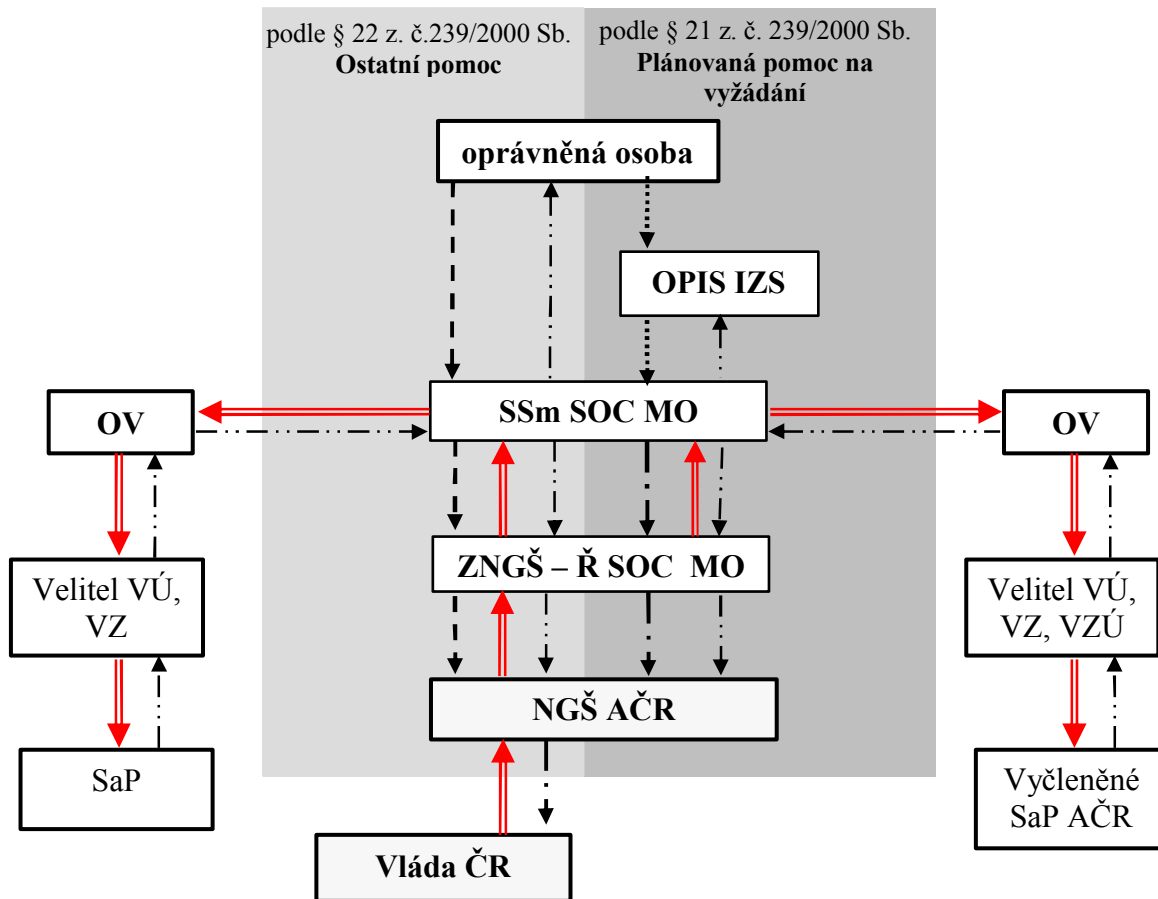 podle § 22 z. č.239/2000 Sb.
Ostatní pomoc
podle § 21 z. č. 239/2000 Sb.
Plánovaná pomoc na
vyžádání
oprávněná osoba
OPIS IZS
SSm SOC MO
OV
OV
ZNGŠ – Ř SOC MO
Velitel VÚ,
VZ
Velitel VÚ,
VZ, VZÚ
NGŠ AČR
SaP
Vyčleněné
SaP AČR
Vláda ČR